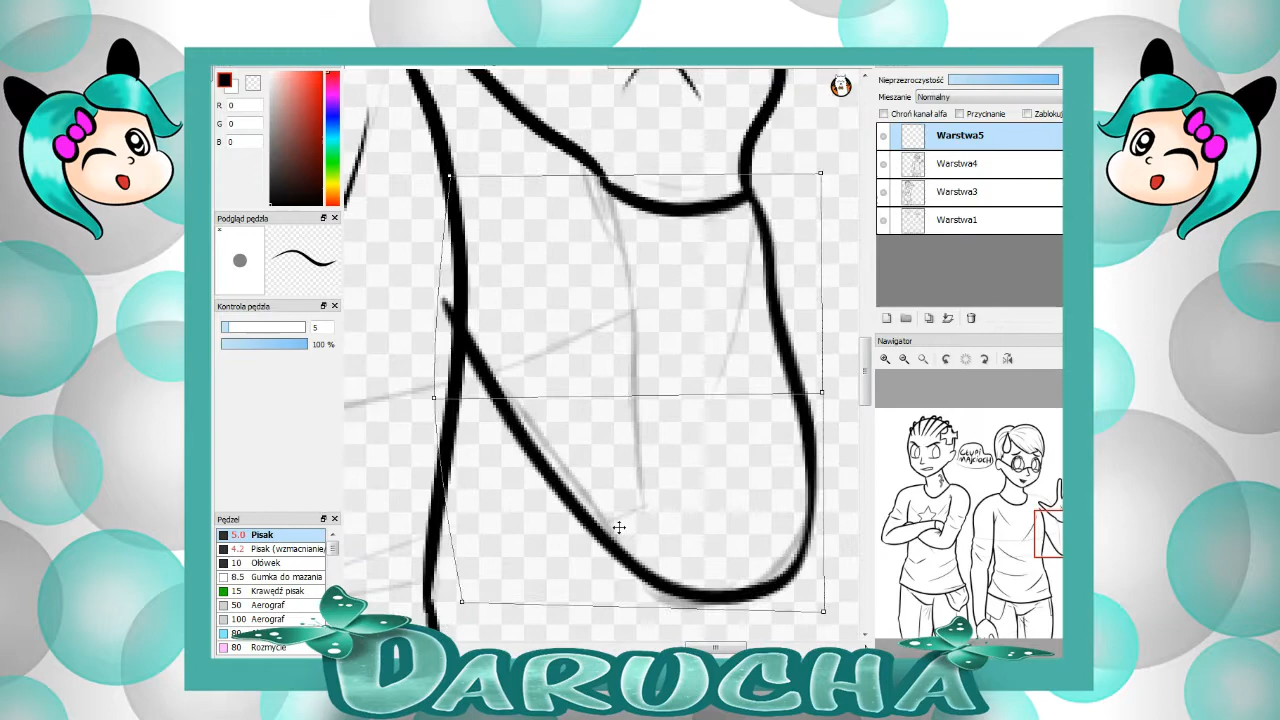 R 0
G 0
B 0
Podgląd pędzla
Kontrola pędzla
5
100 %
Pędzel
5.0 Pisak
4.2 Pisak (wzmacnianie/
10 Ołówek
8.5 Gumka do mazania
15 Krawędź pisak
50 Aerograf
100 Aerograf
80
80 Rozmycie
Nieprzezroczystość
Mieszanie Normalny
Chroń kanał alfa Przycinanie Zablokuj
Warstwa5
Warstwa4
Warstwa3
Warstwa1
Nawigator
GŁUPI
DARUCHA